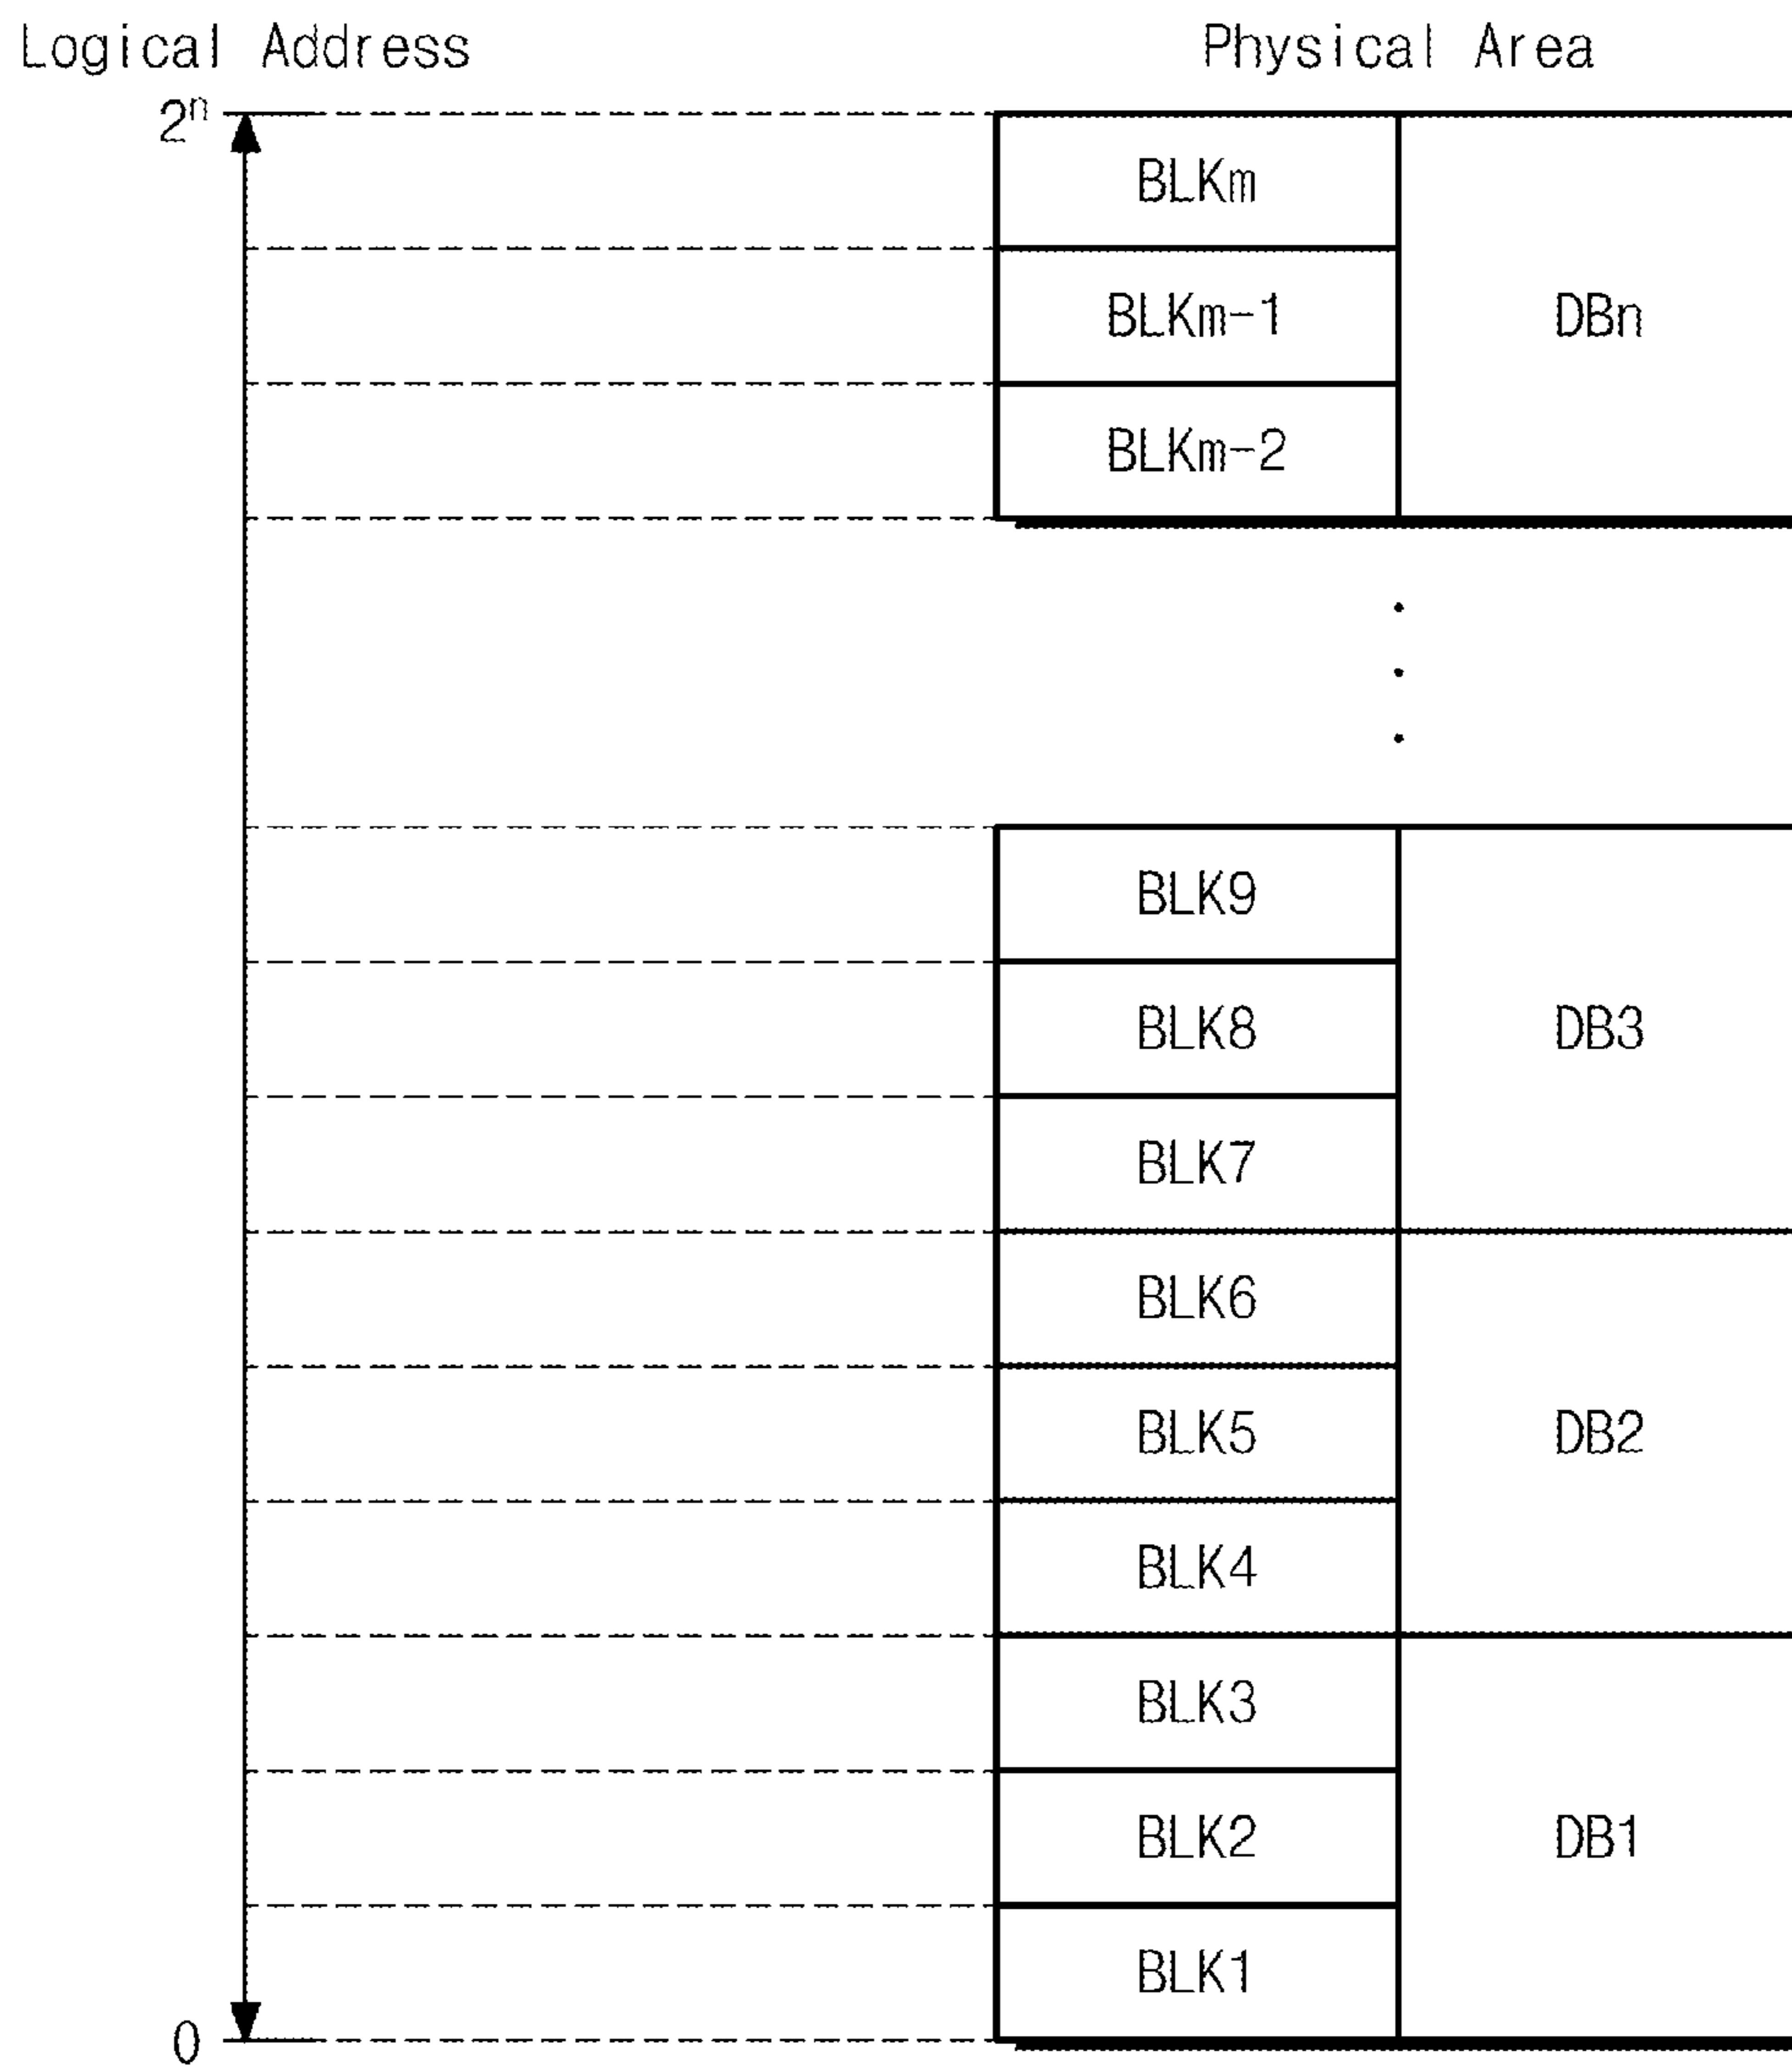 Logical Address Physical Area
2ⁿ
BLKm
BLKm-1 DBn
BLKm-2
BLK9
BLK8 DB3
BLK7
BLK6
BLK5 DB2
BLK4
BLK3
BLK2 DB1
BLK1
0